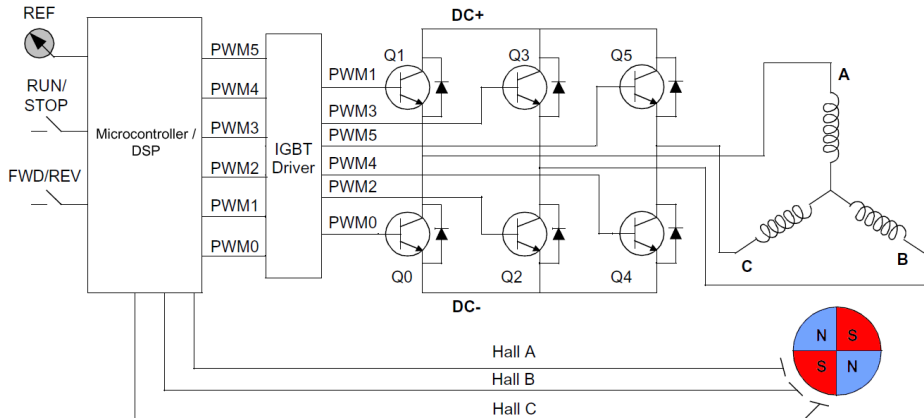 REF
RUN/
STOP
FWD/REV
Microcontroller /
DSP
PWM5
PWM4
PWM3
PWM2
PWM1
PWM0
IGBT
Driver
PWM1
PWM3
PWM5
PWM4
PWM2
PWM0
DC+
Q1
Q3
Q5
Q0
Q2
Q4
DC-
A
C
B
N
S
S
N
Hall A
Hall B
Hall C